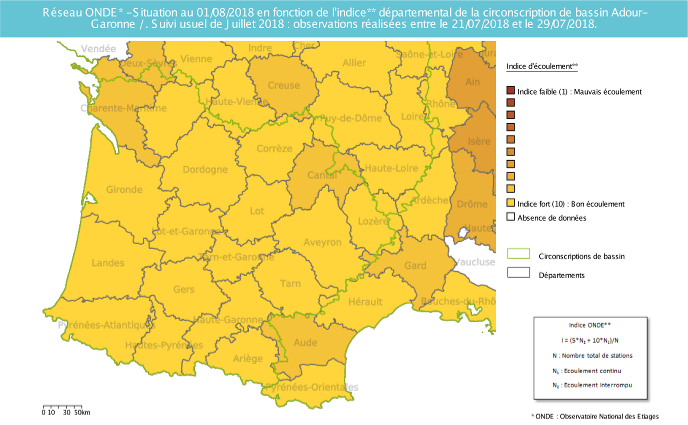 Réseau ONDE* -Situation au 01/08/2018 en fonction de l'indice** départemental de la circonscription de bassin Adour-
Garonne /. Suivi usuel de Juillet 2018 : observations réalisées entre le 21/07/2018 et le 29/07/2018.
Vendée
Deux-Sèvres
Vienne
Indre
Cher
Allier
Saône-et-Loire
Jura
Ain
Creuse
Haute-Vienne
Charente-Maritime
Puy-de-Dôme
Loire
Rhône
Isère
Corrèze
Dordogne
Cantal
Haute-Loire
Gironde
Ardèche
Drôme
Lot
Lozère
Lot-et-Garonne
Aveyron
Landes
Tarn-et-Garonne
Gard
Vaucluse
Gers
Tarn
Hérault
Bouches-du-Rhô
Pyrénées-Atlantiques
Haute-Garonne
Hautes-Pyrénées
Aude
Ariège
Pyrénées-Orientales
0 10 30 50km
Indice d'écoulement**
Indice faible (1) : Mauvais écoulement
Indice fort (10) : Bon écoulement
Absence de données
Circonscriptions de bassin
Départements
Indice ONDE**
I = (5*N₂ + 10*N₁)/N
N : Nombre total de stations
N₁ : Ecoulement continu
N₂ : Ecoulement interrompu
* ONDE : Observatoire National des Etiages